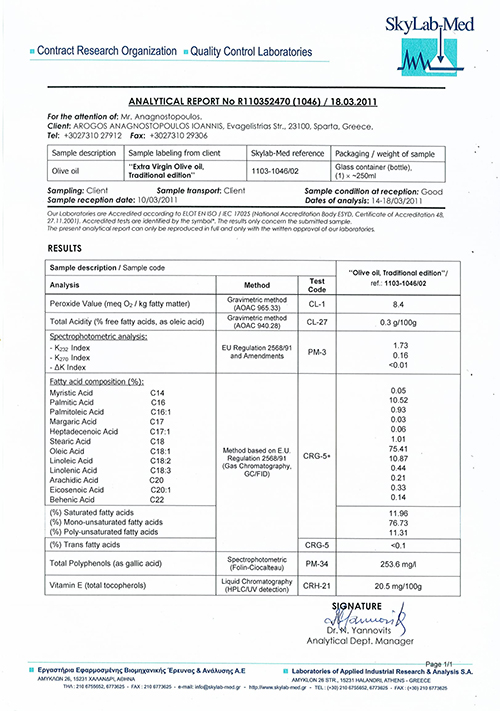 SkyLab-Med
Contract Research Organization Quality Control Laboratories
ANALYTICAL REPORT No R110352470 (1046) / 18.03.2011
For the attention of: Mr. Anagnostopoulos.
Client: AROGOS ANAGNOSTOPOULOS IOANNIS, Evagelistrias Str., 23100, Sparta, Greece.
Tel: +3027310 27912 Fax: +3027310 29306
Sample description Sample labeling from client Skylab-Med reference Packaging / weight of sample
Olive oil "Extra Virgin Olive oil, Traditional edition" 1103-1046/02 Glass container (bottle), (1) × ~250ml
Sampling: Client Sample transport: Client Sample condition at reception: Good
Sample reception date: 10/03/2011 Dates of analysis: 14-18/03/2011
Our Laboratories are Accredited according to ELOT EN ISO / IEC 17025 (National Accreditation Body ESYD, Certificate of Accreditation 48,
27.11.2001). Accredited tests are identified by the symbol*. The results only concern the submitted sample.
The present analytical report can only be reproduced in full and only with the written approval of our laboratories.
RESULTS
Sample description / Sample code "Olive oil, Traditional edition"/ ref.: 1103-1046/02
Analysis Method Test Code
Peroxide Value (meq O2 / kg fatty matter) Gravimetric method (AOAC 965.33) CL-1 8.4
Total Acidity (% free fatty acids, as oleic acid) Gravimetric method (AOAC 940.28) CL-27 0.3 g/100g
Spectrophotometric analysis: EU Regulation 2568/91 and Amendments PM-3
- K232 Index 1.73
- K270 Index 0.16
- ΔK Index <0.01
Fatty acid composition (%): Method based on E.U. Regulation 2568/91 (Gas Chromatography, GC/FID) CRG-5+
Myristic Acid C14 0.05
Palmitic Acid C16 10.52
Palmitoleic Acid C16:1 0.93
Margaric Acid C17 0.03
Heptadecenoic Acid C17:1 0.06
Stearic Acid C18 1.01
Oleic Acid C18:1 75.41
Linoleic Acid C18:2 10.87
Linolenic Acid C18:3 0.44
Arachidic Acid C20 0.21
Eicosenoic Acid C20:1 0.33
Behenic Acid C22 0.14
(%) Saturated fatty acids 11.96
(%) Mono-unsaturated fatty acids 76.73
(%) Poly-unsaturated fatty acids 11.31
(%) Trans fatty acids CRG-5 <0.1
Total Polyphenols (as gallic acid) Spectrophotometric (Folin-Ciocalteau) PM-34 253.6 mg/l
Vitamin E (total tocopherols) Liquid Chromatography (HPLC/UV detection) CRH-21 20.5 mg/100g
SIGNATURE
Dr. N. Yannovits
Analytical Dept. Manager
Page 1/1
Εργαστήρια Εφαρμοσμένης Βιομηχανικής Έρευνας & Ανάλυσης Α.Ε Laboratories of Applied Industrial Research & Analysis S.A.
ΑΜΥΚΛΩΝ 26, 15231 ΧΑΛΑΝΔΡΙ, ΑΘΗΝΑ AMYKLON 26 STR., 15231 HALANDRI, ATHENS - GREECE
ΤΗΛ : 210 6755652, 6773625 - FAX : 210 6773625 - e-mail: info@skylab-med.gr - http://www.skylab-med.gr - TEL : (+30) 210 6755652, 6773625 - FAX : (+30) 210 6773625